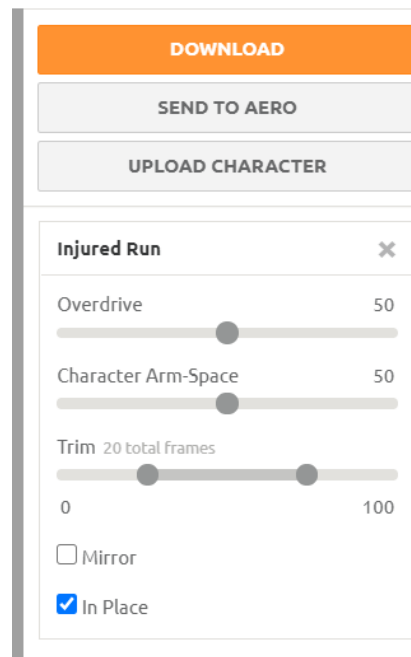 DOWNLOAD
SEND TO AERO
UPLOAD CHARACTER
Injured Run
Overdrive 50
Character Arm-Space 50
Trim 20 total frames
0 100
Mirror
In Place